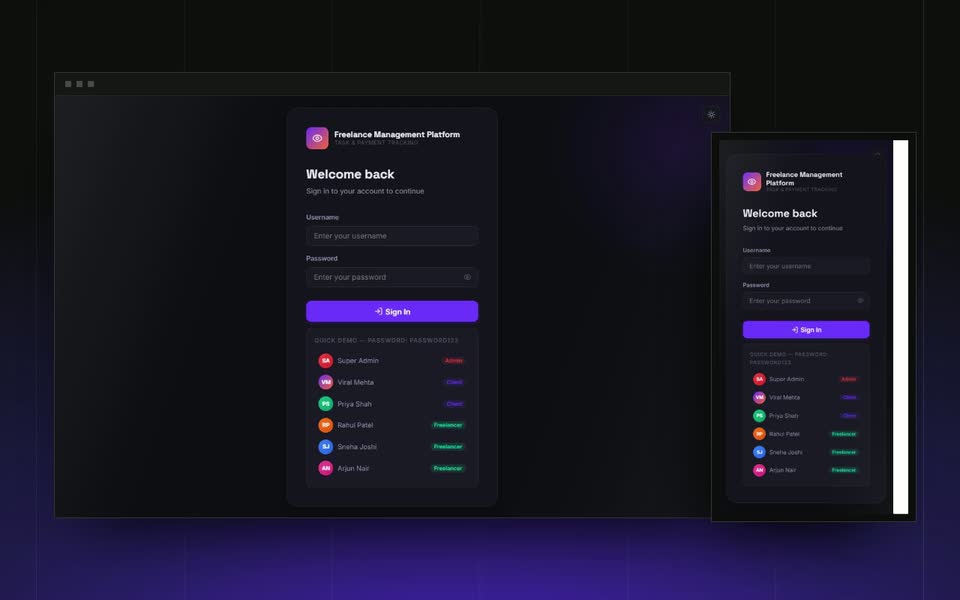 Freelance Management Platform
TASK & PAYMENT TRACKING
Welcome back
Sign in to your account to continue
Username
Enter your username
Password
Enter your password
Sign In
QUICK DEMO — PASSWORD: PASSWORD123
SA Super Admin Admin
VM Viral Mehta Client
PS Priya Shah Client
RP Rahul Patel Freelancer
SJ Sneha Joshi Freelancer
AN Arjun Nair Freelancer
Freelance Management
Platform
TASK & PAYMENT TRACKING
Welcome back
Sign in to your account to continue
Username
Enter your username
Password
Enter your password
Sign In
QUICK DEMO — PASSWORD:
PASSWORD123
SA Super Admin Admin
VM Viral Mehta Client
PS Priya Shah Client
RP Rahul Patel Freelancer
SJ Sneha Joshi Freelancer
AN Arjun Nair Freelancer